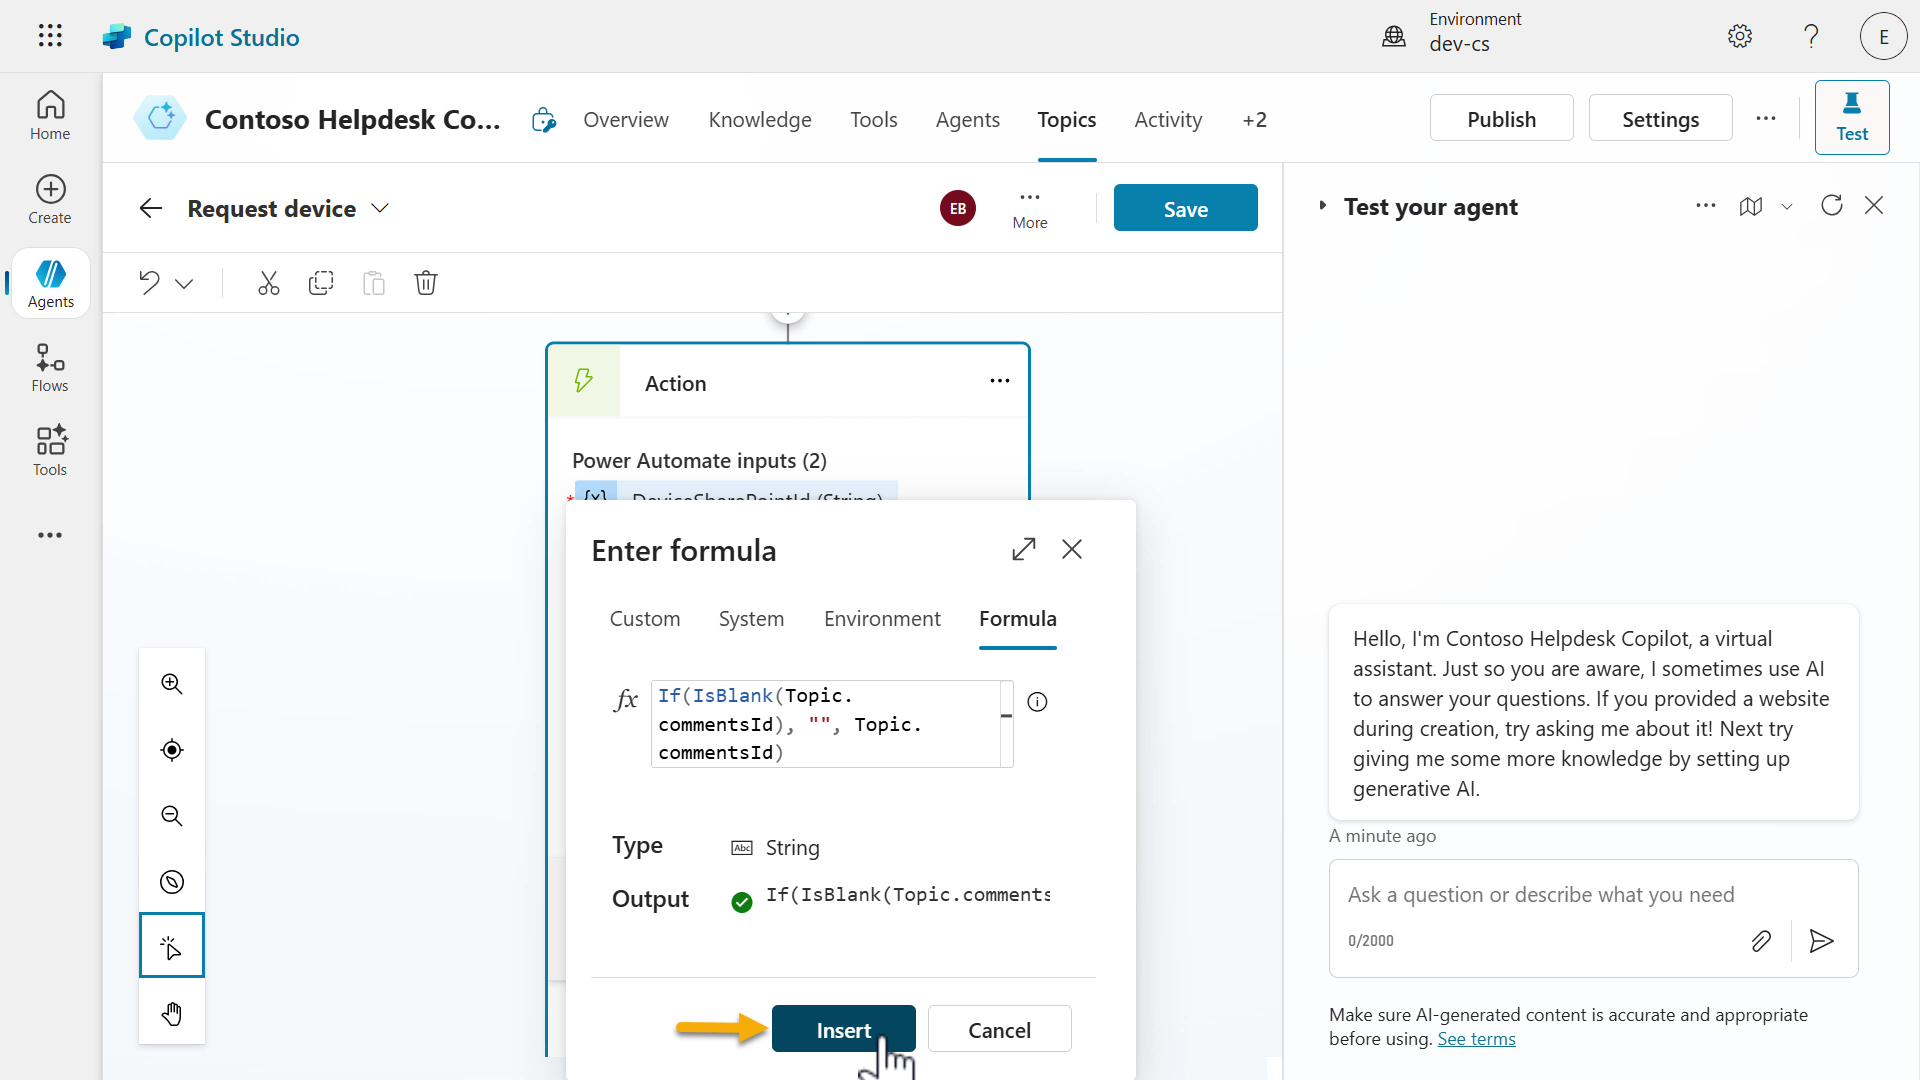 Copilot Studio
Environment
dev-cs
E
Home
Create
Agents
Flows
Tools
Contoso Helpdesk Co...
Overview
Knowledge
Tools
Agents
Topics
Activity
+2
Publish
Settings
Test
Request device
EB
More
Save
Action
Power Automate inputs (2)
* {x} DeviceSharePointId (String)
Enter formula
Custom
System
Environment
Formula
fx
If(IsBlank(Topic.
commentsId), "", Topic.
commentsId)
Type
Abc String
Output
If(IsBlank(Topic.comments
Insert
Cancel
Test your agent
Hello, I'm Contoso Helpdesk Copilot, a virtual
assistant. Just so you are aware, I sometimes use AI
to answer your questions. If you provided a website
during creation, try asking me about it! Next try
giving me some more knowledge by setting up
generative AI.
A minute ago
Ask a question or describe what you need
0/2000
Make sure AI-generated content is accurate and appropriate
before using. See terms